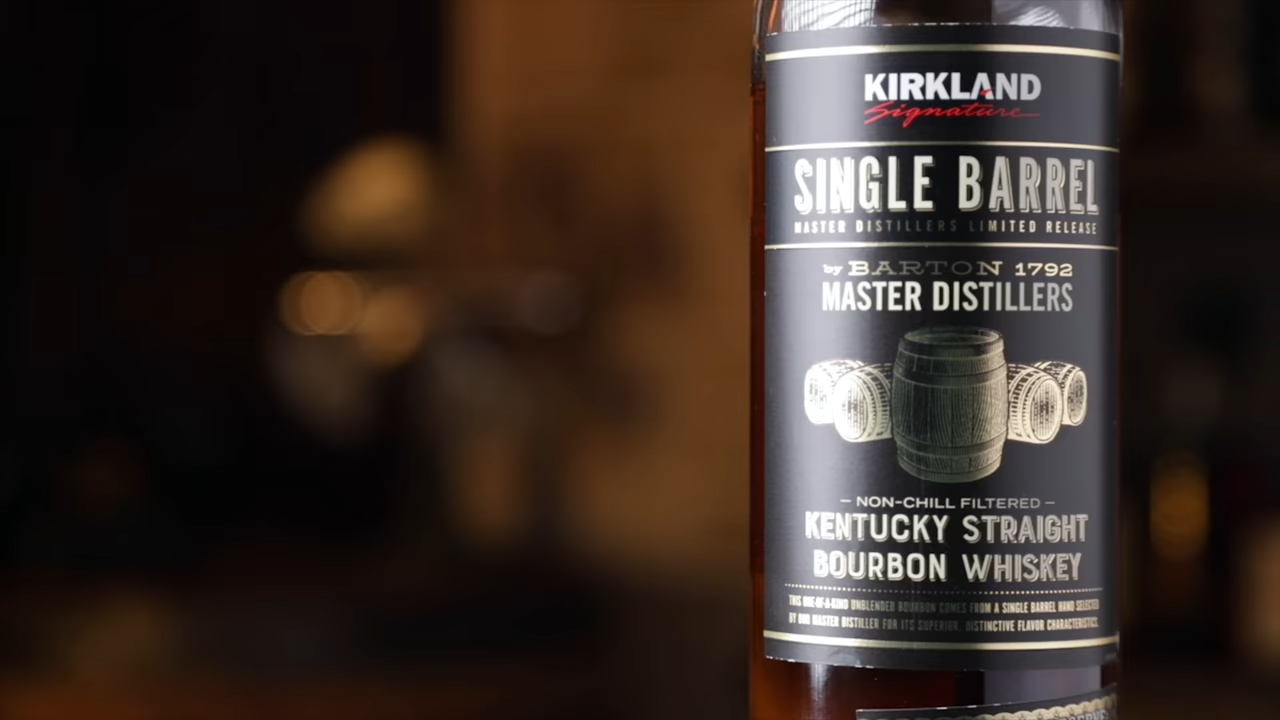 KIRKLAND
Signature
SINGLE BARREL
MASTER DISTILLERS LIMITED RELEASE
by BARTON 1792
MASTER DISTILLERS
– NON-CHILL FILTERED –
KENTUCKY STRAIGHT
BOURBON WHISKEY
THIS ONE-OF-A-KIND UNBLENDED BOURBON COMES FROM A SINGLE BARREL HAND SELECTED
BY OUR MASTER DISTILLER FOR ITS SUPERIOR, DISTINCTIVE FLAVOR CHARACTERISTICS.